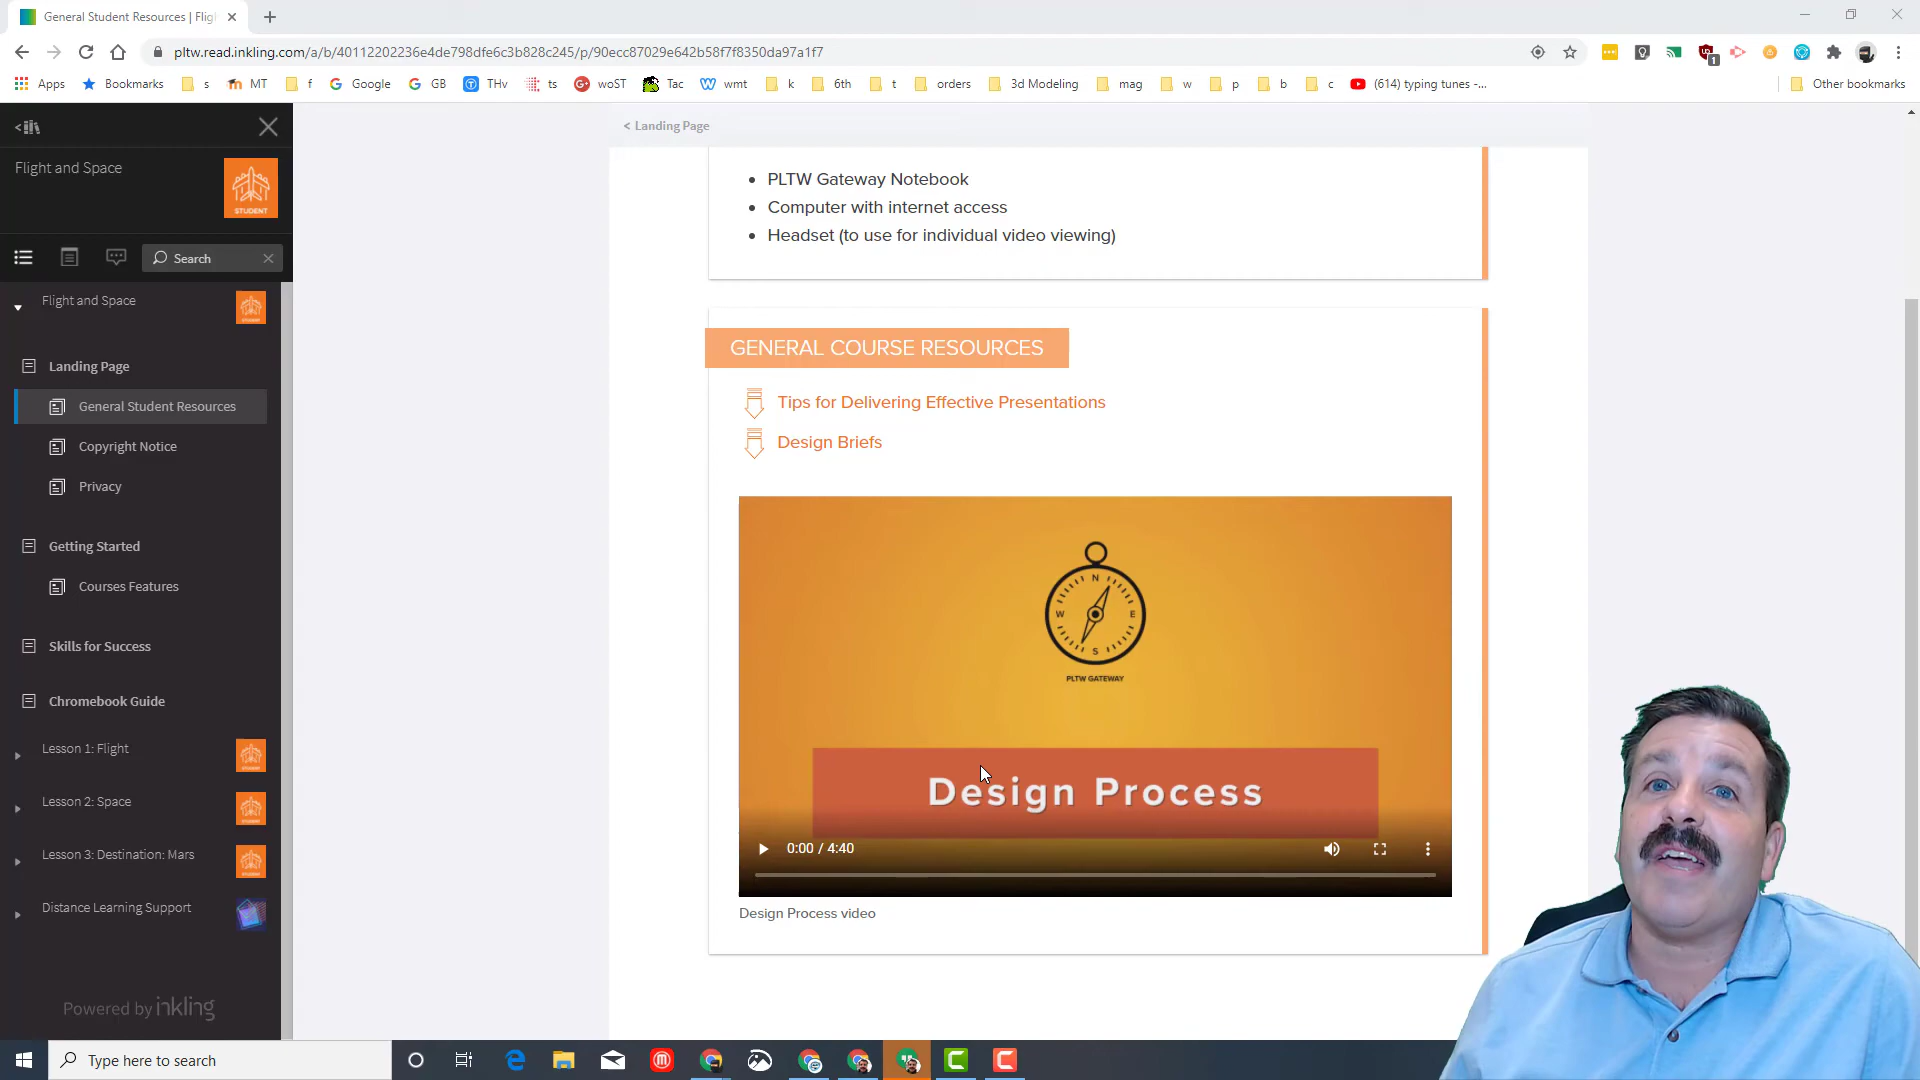 General Student Resources | Flig
pltw.read.inkling.com/a/b/40112202236e4de798dfe6c3b828c245/p/90ecc87029e642b58f7f8350da97a1f7
1
Apps Bookmarks s MT f Google GB THv ts woST Tac wmt k 6th t orders 3d Modeling mag w p b c (614) typing tunes -... Other bookmarks
< Landing Page
Flight and Space
STUDENT
Search
Flight and Space
Landing Page
General Student Resources
Copyright Notice
Privacy
Getting Started
Courses Features
Skills for Success
Chromebook Guide
Lesson 1: Flight
Lesson 2: Space
Lesson 3: Destination: Mars
Distance Learning Support
Powered by inkling
• PLTW Gateway Notebook
• Computer with internet access
• Headset (to use for individual video viewing)
GENERAL COURSE RESOURCES
Tips for Delivering Effective Presentations
Design Briefs
N
W E
S
PLTW GATEWAY
Design Process
0:00 / 4:40
Design Process video
Type here to search